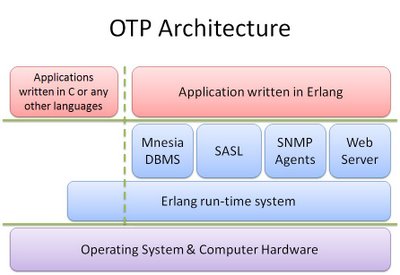 OTP Architecture
Applications
written in C or any
other languages
Application written in Erlang
Mnesia
DBMS
SASL
SNMP
Agents
Web
Server
Erlang run-time system
Operating System & Computer Hardware